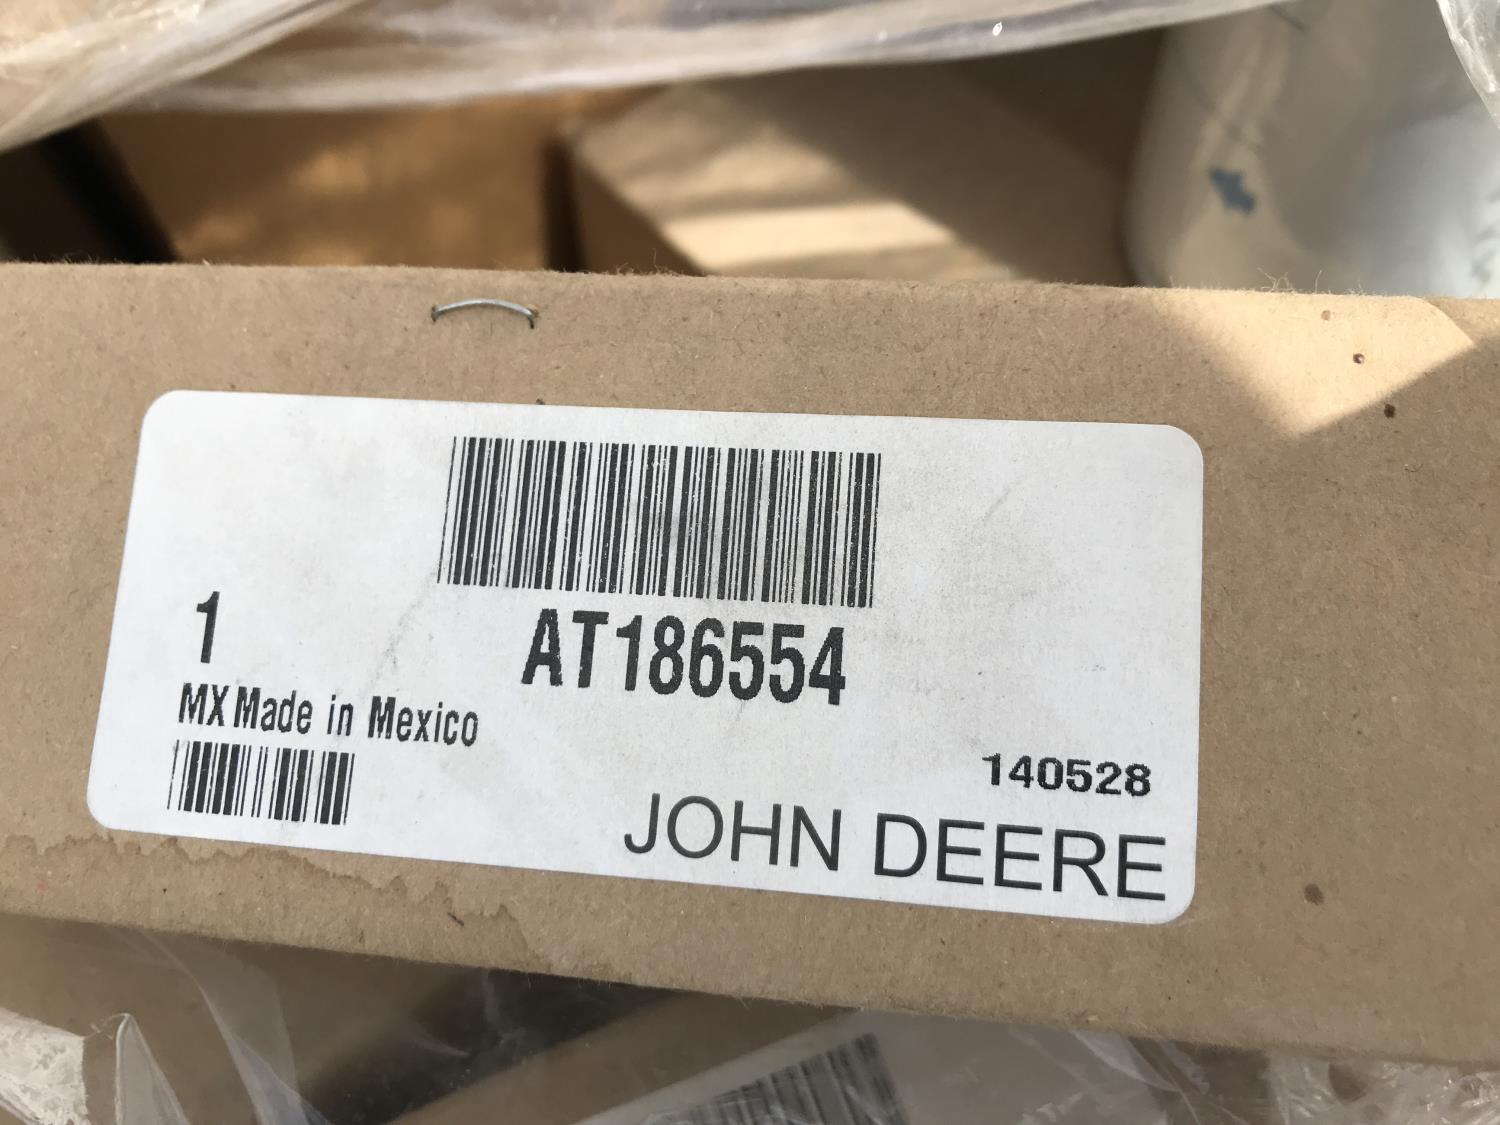 1
AT186554
MX Made in Mexico
140528
JOHN DEERE